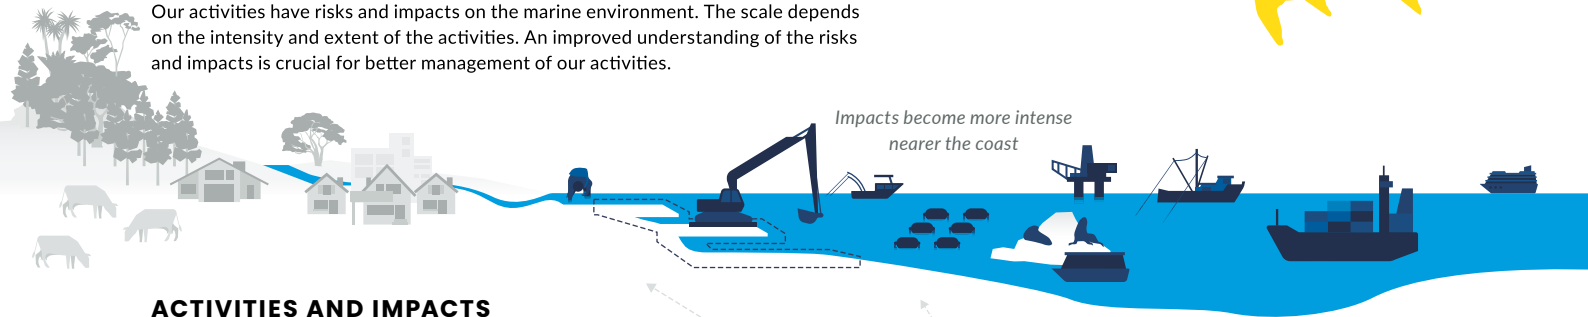 Our activities have risks and impacts on the marine environment. The scale depends
on the intensity and extent of the activities. An improved understanding of the risks
and impacts is crucial for better management of our activities.
Impacts become more intense
nearer the coast
ACTIVITIES AND IMPACTS